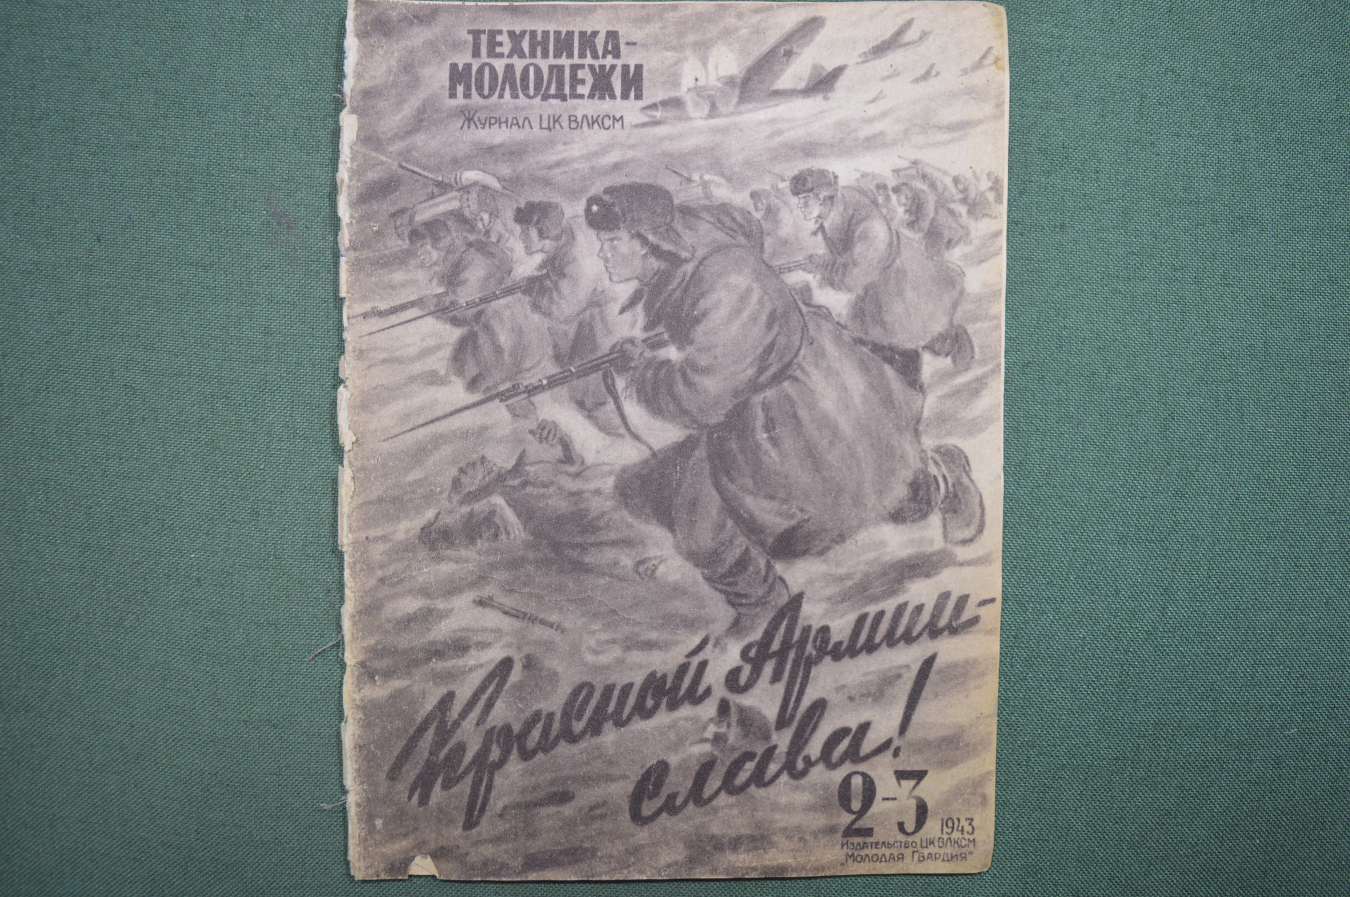 ТЕХНИКА-
МОЛОДЕЖИ
Журнал ЦК ВЛКСМ
Красной Армии-
слава!
2-3
1943
Издательство ЦК ВЛКСМ
„Молодая Гвардия"